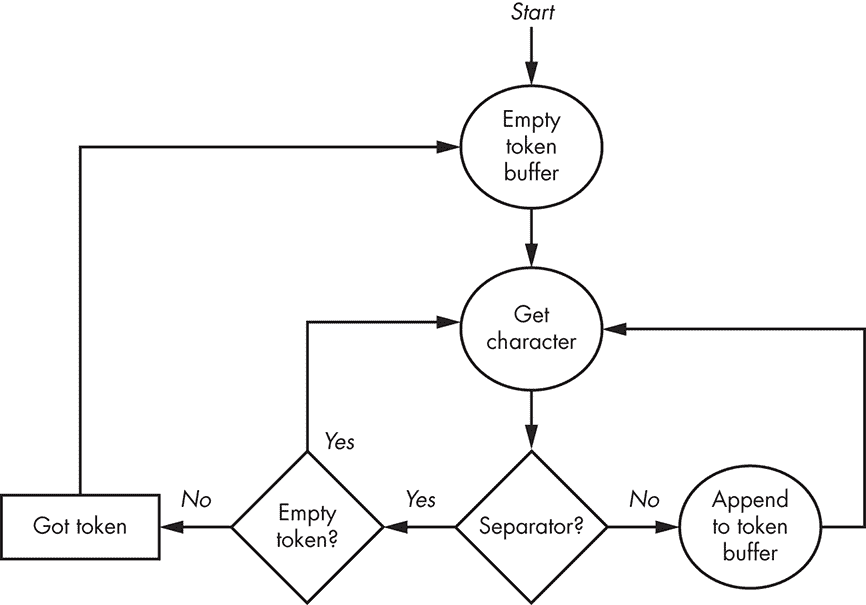 Start
Empty
token
buffer
Get
character
Yes
Got token
No
Empty
token?
Yes
Separator?
No
Append
to token
buffer